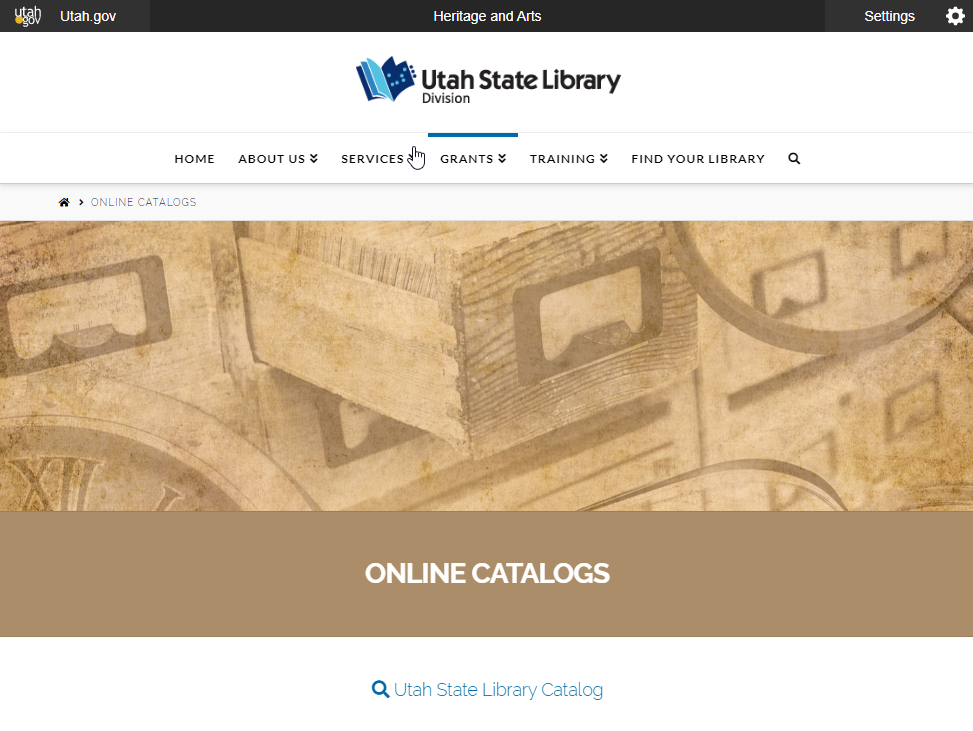 utah gov Utah.gov Heritage and Arts Settings
Utah State Library
Division
HOME ABOUT US SERVICES GRANTS TRAINING FIND YOUR LIBRARY
ONLINE CATALOGS
XII
ONLINE CATALOGS
Utah State Library Catalog